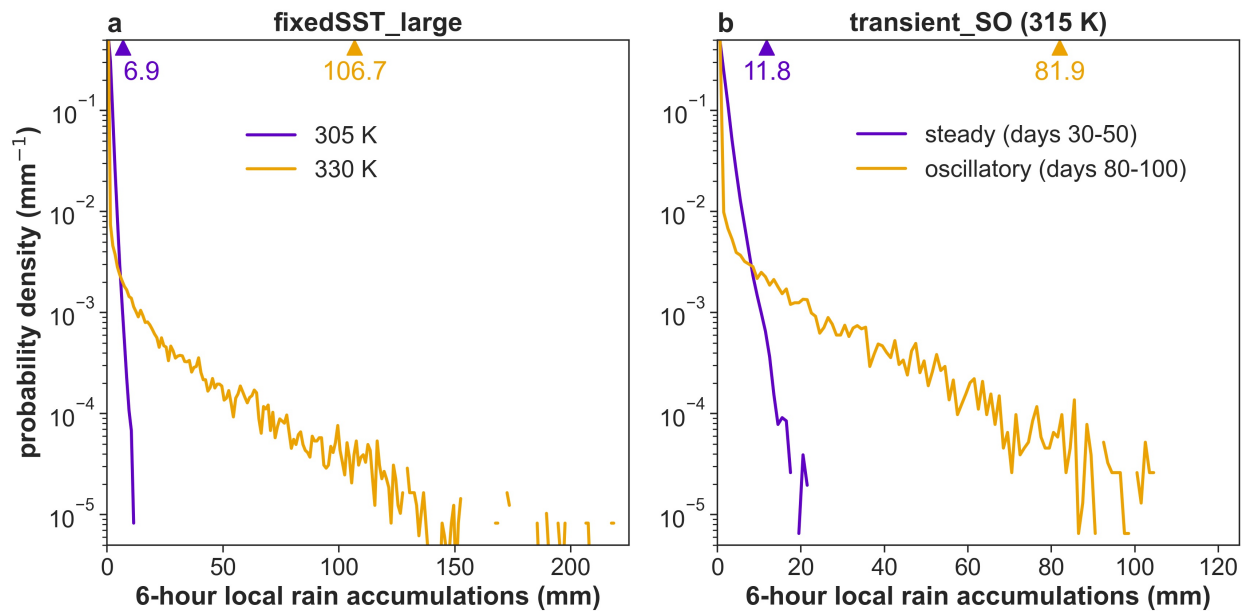 a fixedSST_large
6.9
106.7
305 K
330 K
10⁻¹
10⁻²
10⁻³
10⁻⁴
10⁻⁵
probability density (mm⁻¹)
0 50 100 150 200
6-hour local rain accumulations (mm)
b transient_SO (315 K)
11.8
81.9
steady (days 30-50)
oscillatory (days 80-100)
10⁻¹
10⁻²
10⁻³
10⁻⁴
10⁻⁵
0 20 40 60 80 100 120
6-hour local rain accumulations (mm)